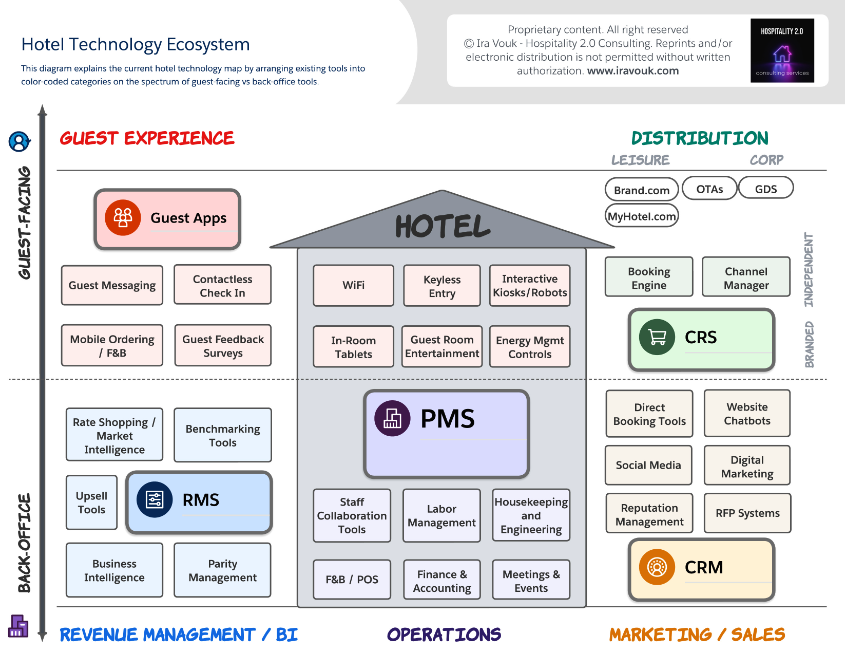 Hotel Technology Ecosystem
This diagram explains the current hotel technology map by arranging existing tools into
color-coded categories on the spectrum of guest-facing vs back-office tools
Proprietary content. All right reserved
© Ira Vouk - Hospitality 2.0 Consulting. Reprints and/or
electronic distribution is not permitted without written
authorization. www.iravouk.com
HOSPITALITY 2.0
consulting services
GUEST-FACING
BACK-OFFICE
GUEST EXPERIENCE
Guest Apps
Guest Messaging
Contactless
Check In
Mobile Ordering
/ F&B
Guest Feedback
Surveys
HOTEL
WiFi
Keyless
Entry
Interactive
Kiosks/Robots
In-Room
Tablets
Guest Room
Entertainment
Energy Mgmt
Controls
DISTRIBUTION
LEISURE
CORP
Brand.com
OTAs
GDS
MyHotel.com
Booking
Engine
Channel
Manager
INDEPENDENT
CRS
BRANDED
Rate Shopping /
Market
Intelligence
Benchmarking
Tools
Upsell
Tools
RMS
Business
Intelligence
Parity
Management
REVENUE MANAGEMENT / BI
PMS
Staff
Collaboration
Tools
Labor
Management
Housekeeping
and
Engineering
F&B / POS
Finance &
Accounting
Meetings &
Events
OPERATIONS
Direct
Booking Tools
Website
Chatbots
Social Media
Digital
Marketing
Reputation
Management
RFP Systems
CRM
MARKETING / SALES